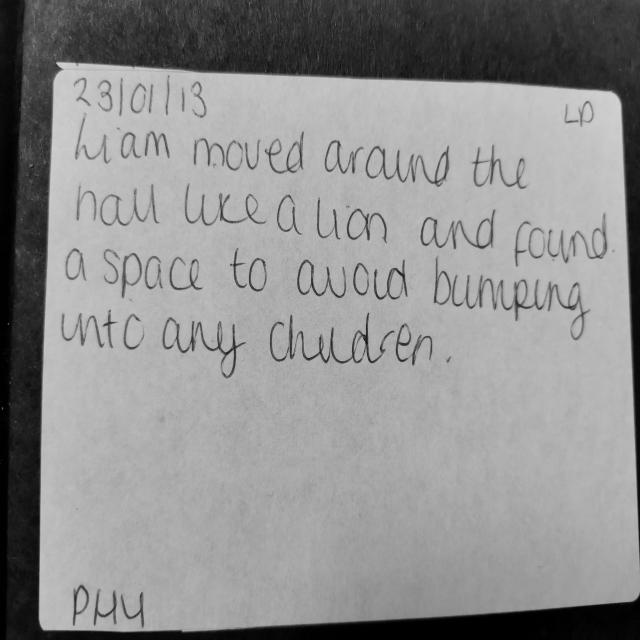 23/01/13
LD
Liam moved around the
hall like a lion and found
a space to avoid bumping
into any children.
PHY